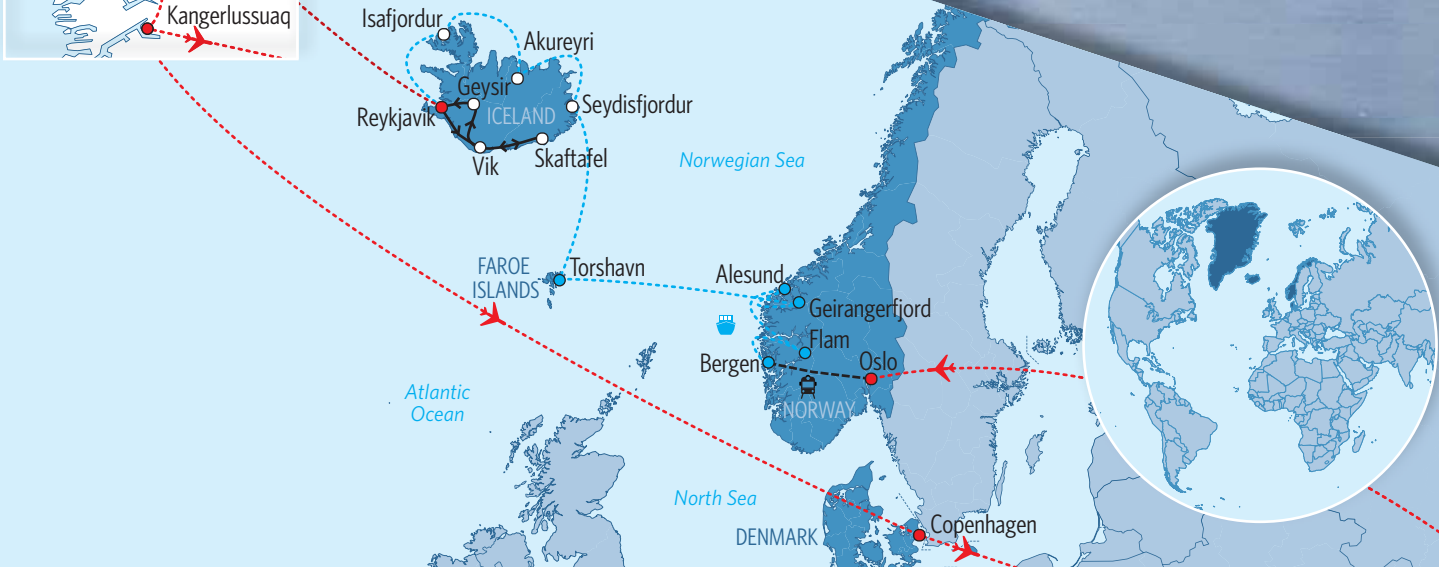 Kangerlussuaq
Isafjordur
Akureyri
Geysir
Seydisfjordur
Reykjavik
ICELAND
Vik
Skaftafel
Norwegian Sea
FAROE
ISLANDS
Torshavn
Alesund
Geirangerfjord
Flam
Bergen
Oslo
Atlantic
Ocean
NORWAY
North Sea
DENMARK
Copenhagen